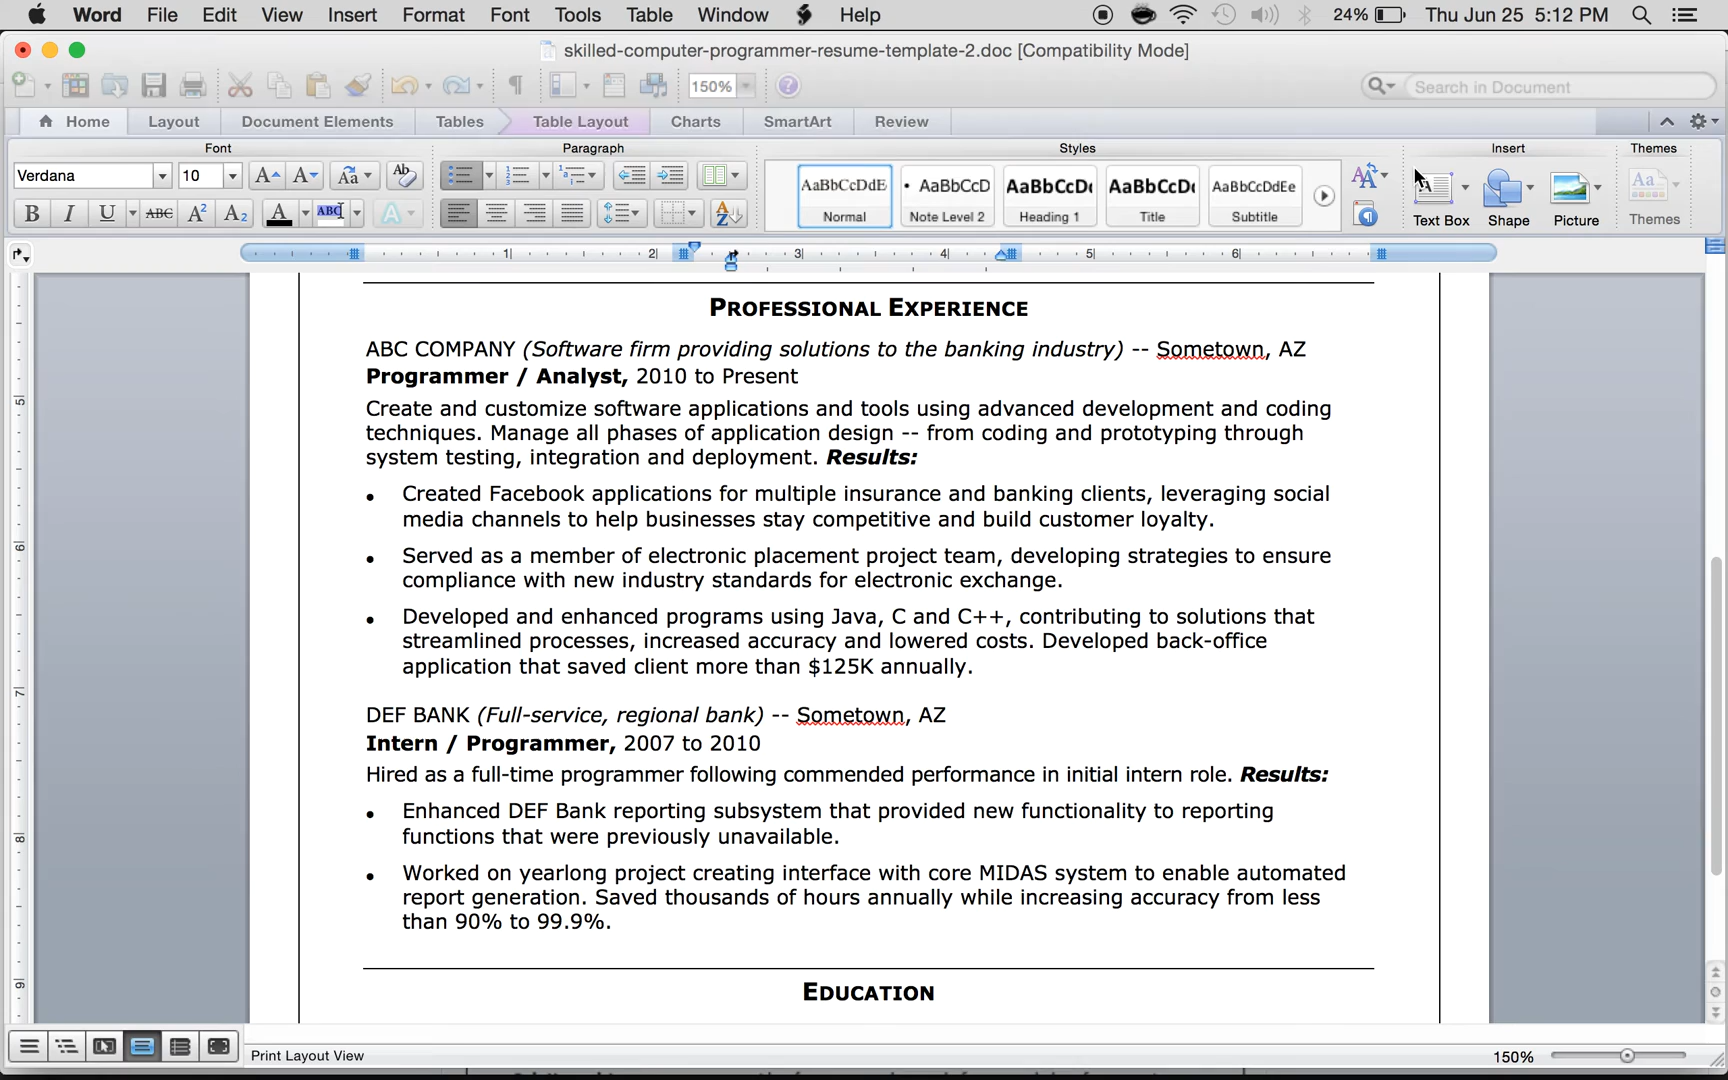 Word File Edit View Insert Format Font Tools Table Window Help 24% Thu Jun 25 5:12 PM
skilled-computer-programmer-resume-template-2.doc [Compatibility Mode]
150% Search in Document
Home Layout Document Elements Tables Table Layout Charts SmartArt Review
Font Paragraph Styles Insert Themes
Verdana 10
AaBbCcDdE AaBbCcD AaBbCcD AaBbCcD AaBbCcDdEe
Normal Note Level 2 Heading 1 Title Subtitle
Text Box Shape Picture Themes
1 2 3 4 5 6
PROFESSIONAL EXPERIENCE
ABC COMPANY (Software firm providing solutions to the banking industry) -- Sometown, AZ
Programmer / Analyst, 2010 to Present
Create and customize software applications and tools using advanced development and coding
techniques. Manage all phases of application design -- from coding and prototyping through
system testing, integration and deployment. Results:
• Created Facebook applications for multiple insurance and banking clients, leveraging social
media channels to help businesses stay competitive and build customer loyalty.
• Served as a member of electronic placement project team, developing strategies to ensure
compliance with new industry standards for electronic exchange.
• Developed and enhanced programs using Java, C and C++, contributing to solutions that
streamlined processes, increased accuracy and lowered costs. Developed back-office
application that saved client more than $125K annually.
DEF BANK (Full-service, regional bank) -- Sometown, AZ
Intern / Programmer, 2007 to 2010
Hired as a full-time programmer following commended performance in initial intern role. Results:
• Enhanced DEF Bank reporting subsystem that provided new functionality to reporting
functions that were previously unavailable.
• Worked on yearlong project creating interface with core MIDAS system to enable automated
report generation. Saved thousands of hours annually while increasing accuracy from less
than 90% to 99.9%.
EDUCATION
Print Layout View 150%